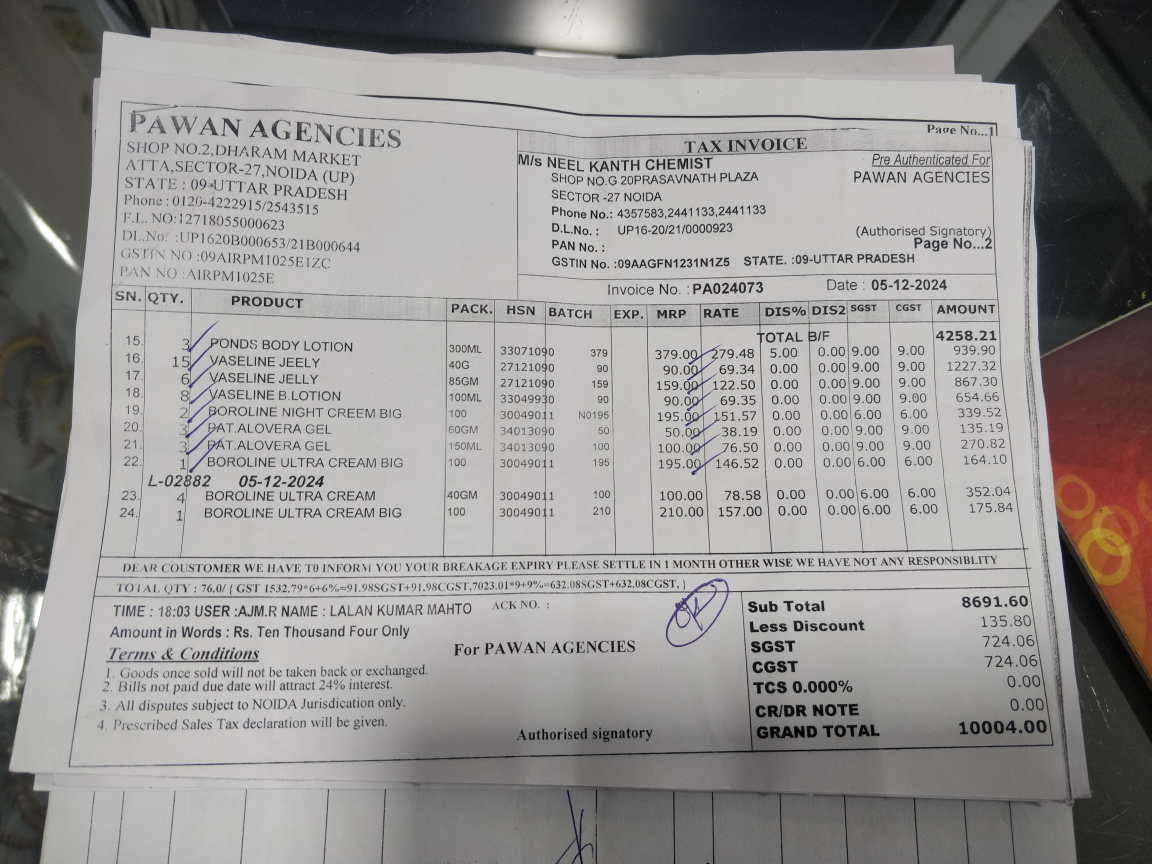 Page No...1
PAWAN AGENCIES
SHOP NO.2,DHARAM MARKET
ATTA,SECTOR-27,NOIDA (UP)
STATE : 09-UTTAR PRADESH
Phone : 0120-4222915/2543515
F.L. NO:12718055000623
DL.No. :UP1620B000653/21B000644
GSTIN NO :09AIRPM1025E1ZC
PAN NO :AIRPM1025E
TAX INVOICE
M/s NEEL KANTH CHEMIST
SHOP NO.G 20PRASAVNATH PLAZA
SECTOR -27 NOIDA
Phone No.: 4357583,2441133,2441133
D.L.No. : UP16-20/21/0000923
PAN No. :
GSTIN No. :09AAGFN1231N1Z5 STATE. :09-UTTAR PRADESH
Pre Authenticated For
PAWAN AGENCIES
(Authorised Signatory)
Page No...2
Invoice No. : PA024073 Date : 05-12-2024
SN. QTY. PRODUCT PACK. HSN BATCH EXP. MRP RATE DIS% DIS2 SGST CGST AMOUNT
TOTAL B/F 4258.21
15. 3 PONDS BODY LOTION 300ML 33071090 379 379.00 279.48 5.00 0.00 9.00 9.00 939.90
16. 15 VASELINE JEELY 40G 27121090 90 90.00 69.34 0.00 0.00 9.00 9.00 1227.32
17. 6 VASELINE JELLY 85GM 27121090 159 159.00 122.50 0.00 0.00 9.00 9.00 867.30
18. 8 VASELINE B.LOTION 100ML 33049930 90 90.00 69.35 0.00 0.00 9.00 9.00 654.66
19. 2 BOROLINE NIGHT CREEM BIG 100 30049011 N0195 195.00 151.57 0.00 0.00 6.00 6.00 339.52
20. 3 PAT.ALOVERA GEL 60GM 34013090 50 50.00 38.19 0.00 0.00 9.00 9.00 135.19
21. 3 PAT.ALOVERA GEL 150ML 34013090 100 100.00 76.50 0.00 0.00 9.00 9.00 270.82
22. 1 BOROLINE ULTRA CREAM BIG 100 30049011 195 195.00 146.52 0.00 0.00 6.00 6.00 164.10
L-02882 05-12-2024
23. 4 BOROLINE ULTRA CREAM 40GM 30049011 100 100.00 78.58 0.00 0.00 6.00 6.00 352.04
24. 1 BOROLINE ULTRA CREAM BIG 100 30049011 210 210.00 157.00 0.00 0.00 6.00 6.00 175.84
DEAR COUSTOMER WE HAVE T0 INFORM YOU YOUR BREAKAGE EXPIRY PLEASE SETTLE IN 1 MONTH OTHER WISE WE HAVE NOT ANY RESPONSIBLITY
TOTAL QTY : 76.0/ { GST 1532.79*6+6%=91.98SGST+91.98CGST,7023.01*9+9%=632.08SGST+632.08CGST, }
TIME : 18:03 USER :AJM.R NAME : LALAN KUMAR MAHTO ACK NO. :
Amount in Words : Rs. Ten Thousand Four Only
Terms & Conditions
1. Goods once sold will not be taken back or exchanged.
2. Bills not paid due date will attract 24% interest.
3. All disputes subject to NOIDA Jurisdication only.
4. Prescribed Sales Tax declaration will be given.
For PAWAN AGENCIES
Authorised signatory
OK
Sub Total 8691.60
Less Discount 135.80
SGST 724.06
CGST 724.06
TCS 0.000% 0.00
CR/DR NOTE 0.00
GRAND TOTAL 10004.00